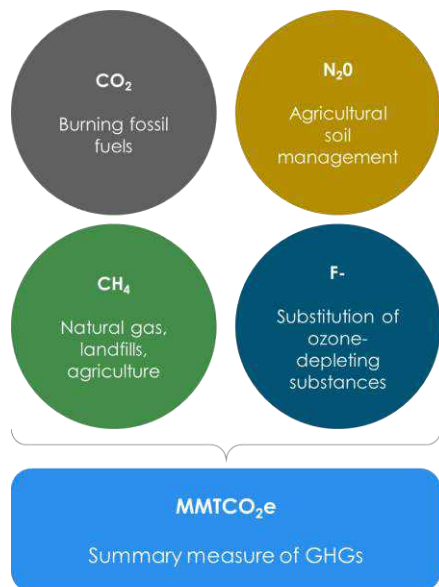 CO₂
Burning fossil
fuels
N₂0
Agricultural
soil
management
CH₄
Natural gas,
landfills,
agriculture
F-
Substitution of
ozone-
depleting
substances
MMTCO₂e
Summary measure of GHGs